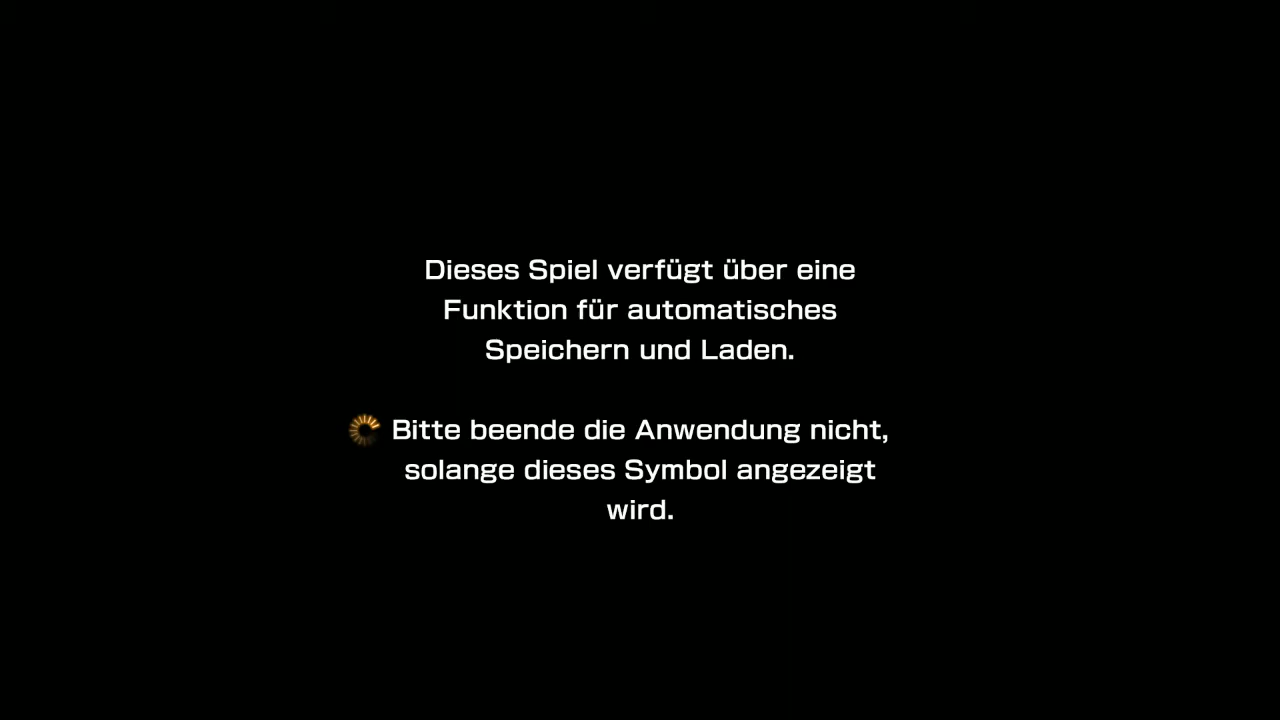 Dieses Spiel verfügt über eine
Funktion für automatisches
Speichern und Laden.
Bitte beende die Anwendung nicht,
solange dieses Symbol angezeigt
wird.